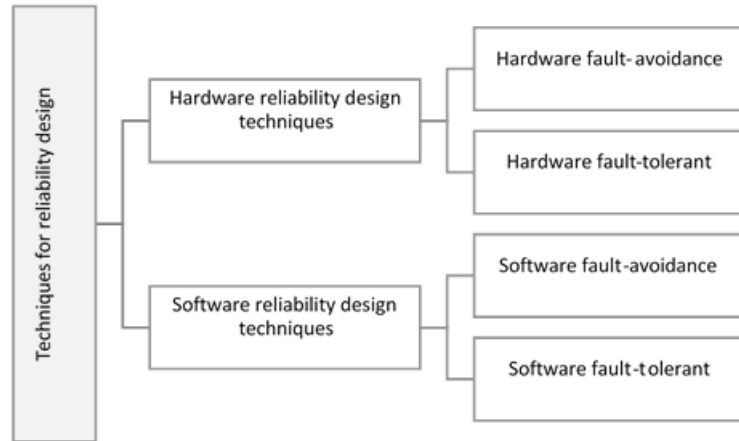 Techniques for reliability design
Hardware reliability design
techniques
Hardware fault-avoidance
Hardware fault-tolerant
Software reliability design
techniques
Software fault-avoidance
Software fault-tolerant